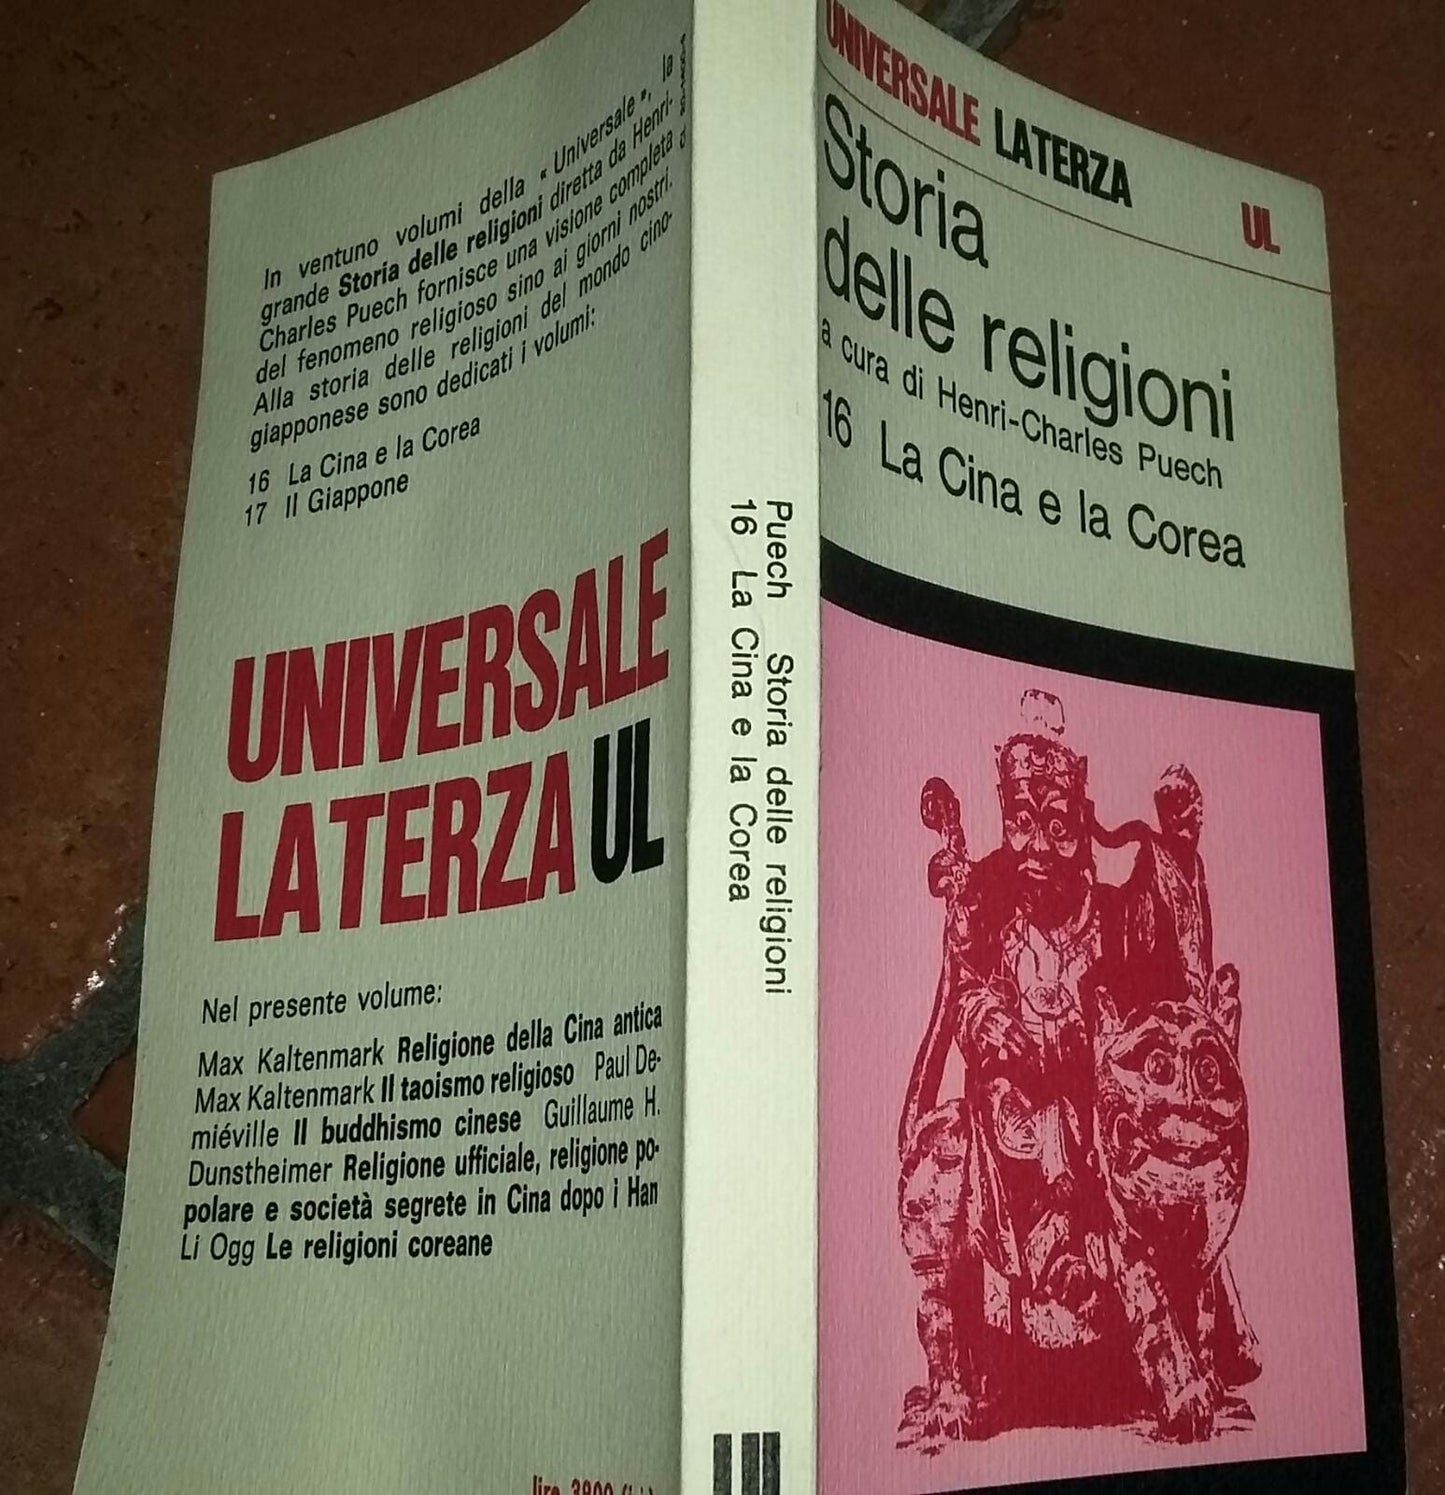 In ventuno volumi della « Universale », la
grande Storia delle religioni diretta da Henri-
Charles Puech fornisce una visione completa
del fenomeno religioso sino ai giorni nostri.
Alla storia delle religioni del mondo cino-
giapponese sono dedicati i volumi:
16 La Cina e la Corea
17 Il Giappone
UNIVERSALE
LATERZA UL
Nel presente volume:
Max Kaltenmark Religione della Cina antica
Max Kaltenmark Il taoismo religioso Paul De-
miéville Il buddhismo cinese Guillaume H.
Dunstheimer Religione ufficiale, religione po-
polare e società segrete in Cina dopo i Han
Li Ogg Le religioni coreane
lire 3800
Puech Storia delle religioni
16 La Cina e la Corea
UNIVERSALE LATERZA
UL
Storia
delle religioni
a cura di Henri-Charles Puech
16 La Cina e la Corea